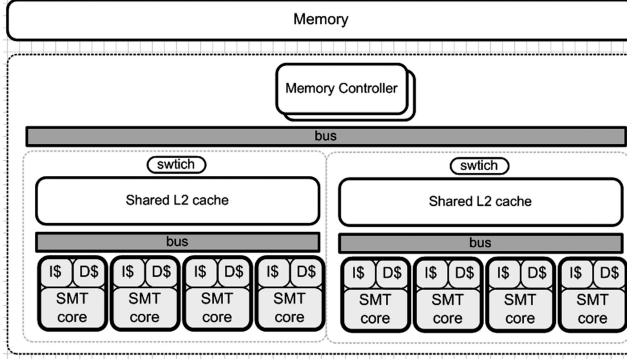 Memory
Memory Controller
bus
swtich
swtich
Shared L2 cache
Shared L2 cache
bus
bus
I$ D$ I$ D$ I$ D$ I$ D$
I$ D$ I$ D$ I$ D$ I$ D$
SMT SMT SMT SMT
core core core core
SMT SMT SMT SMT
core core core core